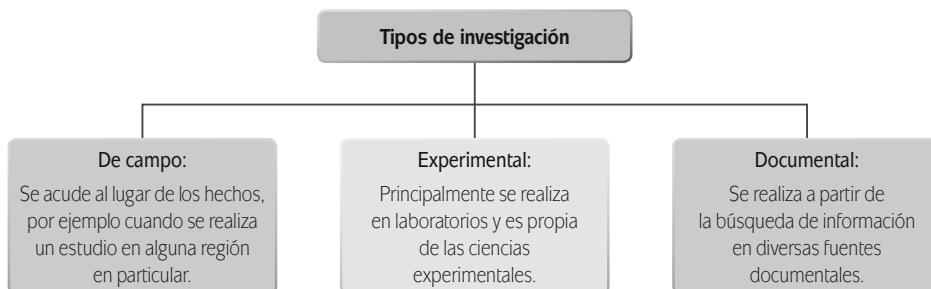 Tipos de investigación
De campo:
Se acude al lugar de los hechos,
por ejemplo cuando se realiza
un estudio en alguna región
en particular.
Experimental:
Principalmente se realiza
en laboratorios y es propia
de las ciencias
experimentales.
Documental:
Se realiza a partir de
la búsqueda de información
en diversas fuentes
documentales.